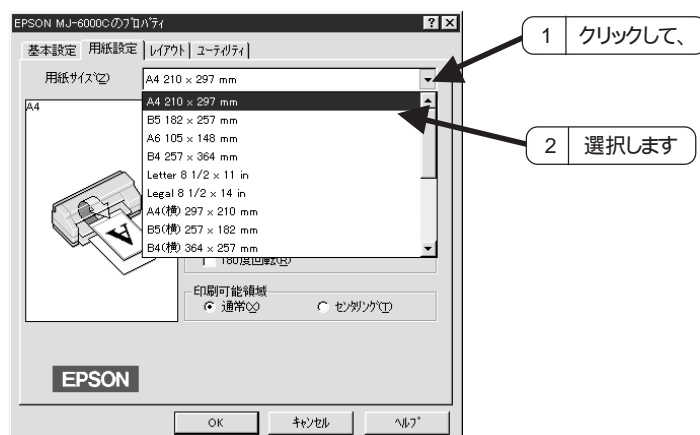 EPSON MJ-6000Cのﾌﾟﾛﾊﾟﾃｨ
基本設定 用紙設定 ﾚｲｱｳﾄ ﾕｰﾃｨﾘﾃｨ
用紙サイズ(Z) A4 210 × 297 mm
A4
A4 210 × 297 mm
B5 182 × 257 mm
A6 105 × 148 mm
B4 257 × 364 mm
Letter 8 1/2 × 11 in
Legal 8 1/2 × 14 in
A4(横) 297 × 210 mm
B5(横) 257 × 182 mm
B4(横) 364 × 257 mm
A
180度回転(R)
印刷可能領域
通常(X) ｾﾝﾀﾘﾝｸﾞ(T)
EPSON
OK ｷｬﾝｾﾙ ﾍﾙﾌﾟ
1 クリックして、
2 選択します